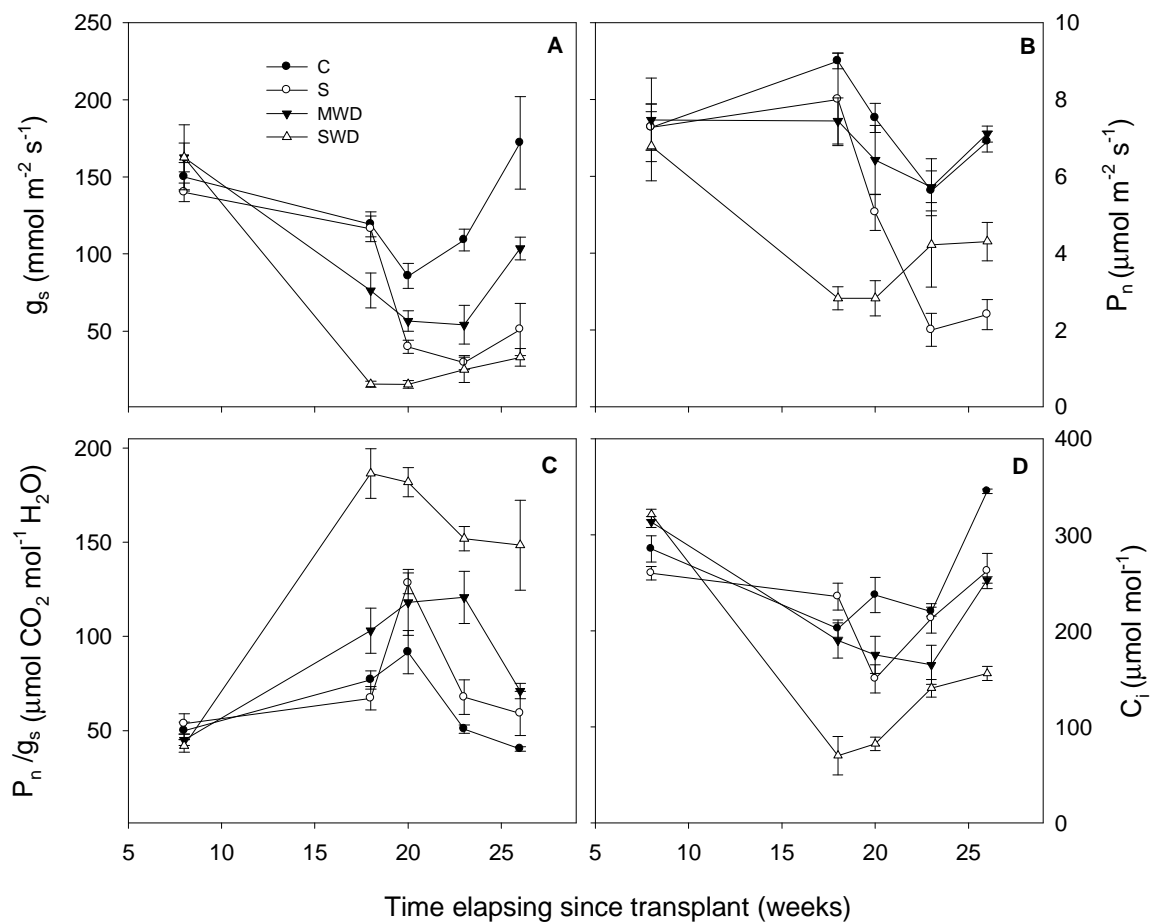 A
B
C
S
MWD
SWD
250
200
150
100
50
g_s (mmol m^-2 s^-1)
10
8
6
4
2
0
P_n (μmol m^-2 s^-1)
C
D
200
150
100
50
P_n /g_s (μmol CO_2 mol^-1 H_2O)
400
300
200
100
0
C_i (μmol mol^-1)
5 10 15 20 25 5 10 15 20 25
Time elapsing since transplant (weeks)